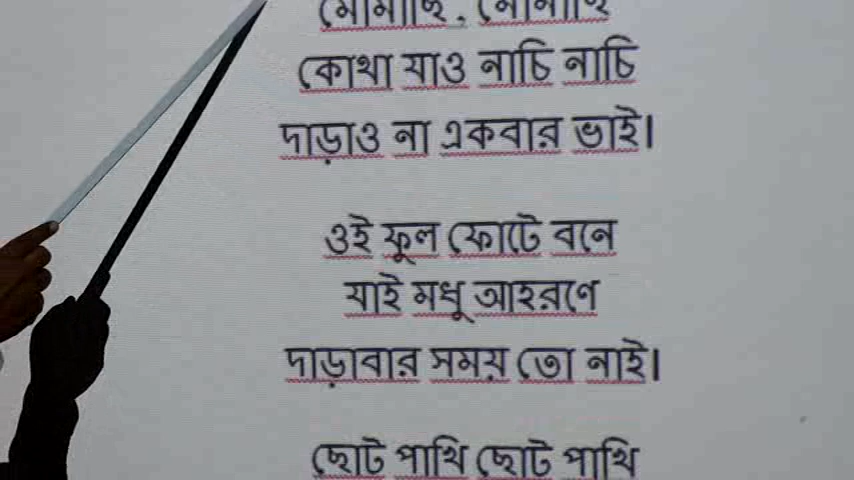 মৌমাছি , মৌমাছি
কোথা যাও নাচি নাচি
দাড়াও না একবার ভাই।
ওই ফুল ফোটে বনে
যাই মধু আহরণে
দাড়াবার সময় তো নাই।
ছোট পাখি ছোট পাখি